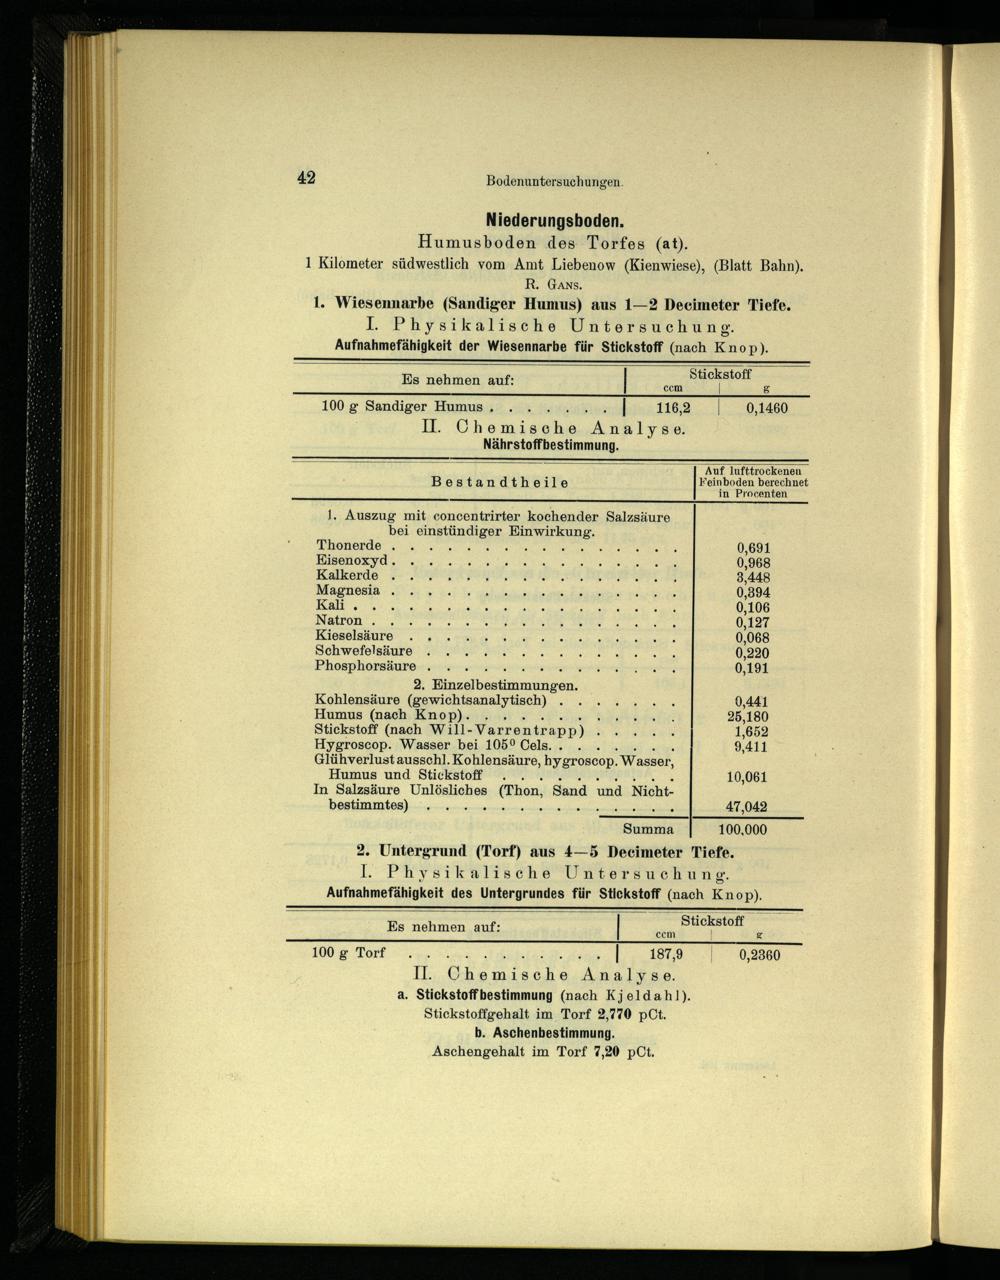 42
Bodenuntersuchungen.
Niederungsboden.
Humusboden des Torfes (at).
1 Kilometer südwestlich vom Amt Liebenow (Kienwiese), (Blatt Bahn).
R. GANS.
1. Wiesennarbe (Sandiger Humus) aus 1—2 Decimeter Tiefe.
I. Physikalische Untersuchung.
Aufnahmefähigkeit der Wiesennarbe für Stickstoff (nach Knop).
Es nehmen auf: Stickstoff
ccm g
100 g Sandiger Humus . . . . . . . 116,2 0,1460
II. Chemische Analyse.
Nährstoffbestimmung.
Bestandtheile
Auf lufttrockenen
Feinboden berechnet
in Procenten
1. Auszug mit concentrirter kochender Salzsäure
bei einstündiger Einwirkung.
Thonerde . . . . . . . . . . . . . . . . 0,691
Eisenoxyd . . . . . . . . . . . . . . . . 0,968
Kalkerde . . . . . . . . . . . . . . . . 3,448
Magnesia . . . . . . . . . . . . . . . . 0,394
Kali . . . . . . . . . . . . . . . . . . 0,106
Natron . . . . . . . . . . . . . . . . . 0,127
Kieselsäure . . . . . . . . . . . . . . . 0,068
Schwefelsäure . . . . . . . . . . . . . . 0,220
Phosphorsäure . . . . . . . . . . . . . . 0,191
2. Einzelbestimmungen.
Kohlensäure (gewichtsanalytisch) . . . . . . . 0,441
Humus (nach Knop) . . . . . . . . . . . . 25,180
Stickstoff (nach Will-Varrentrapp) . . . . . 1,652
Hygroscop. Wasser bei 105° Cels. . . . . . . . 9,411
Glühverlust ausschl. Kohlensäure, hygroscop. Wasser,
Humus und Stickstoff . . . . . . . . . . 10,061
In Salzsäure Unlösliches (Thon, Sand und Nicht-
bestimmtes) . . . . . . . . . . . . . . 47,042
Summa 100,000
2. Untergrund (Torf) aus 4—5 Decimeter Tiefe.
I. Physikalische Untersuchung.
Aufnahmefähigkeit des Untergrundes für Stickstoff (nach Knop).
Es nehmen auf: Stickstoff
ccm g
100 g Torf . . . . . . . . . . . 187,9 0,2360
II. Chemische Analyse.
a. Stickstoffbestimmung (nach Kjeldahl).
Stickstoffgehalt im Torf 2,770 pCt.
b. Aschenbestimmung.
Aschengehalt im Torf 7,20 pCt.